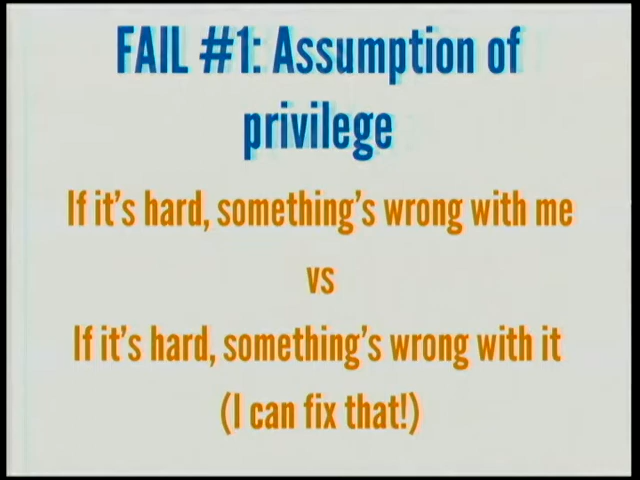 FAIL #1: Assumption of
privilege
If it's hard, something's wrong with me
vs
If it's hard, something's wrong with it
(I can fix that!)